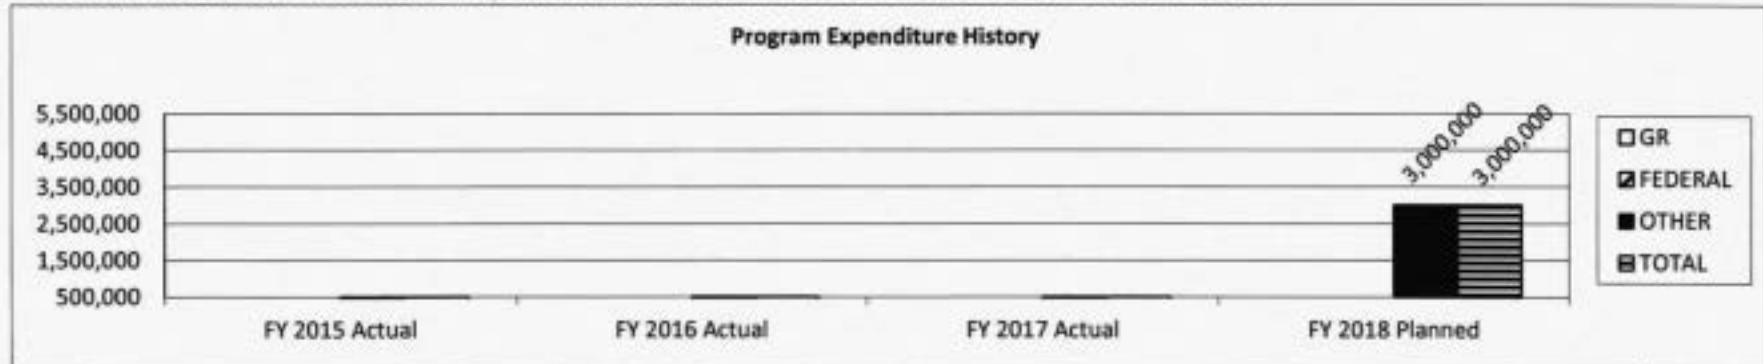 Program Expenditure History
5,500,000
4,500,000
3,500,000
2,500,000
1,500,000
500,000
3,000,000
3,000,000
FY 2015 Actual
FY 2016 Actual
FY 2017 Actual
FY 2018 Planned
GR
FEDERAL
OTHER
TOTAL